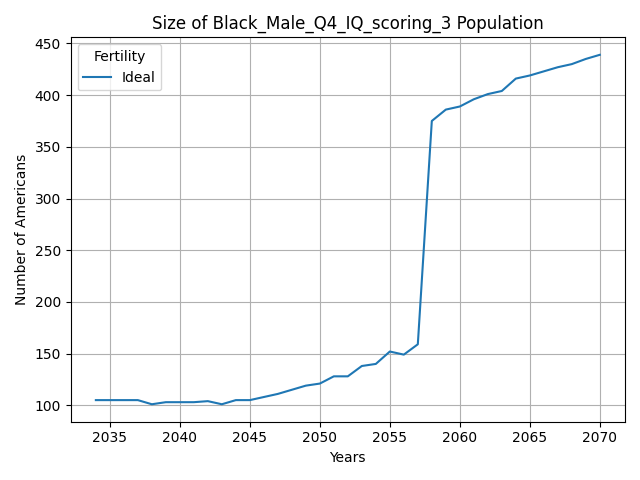 Size of Black_Male_Q4_IQ_scoring_3 Population
Fertility
Ideal
Number of Americans
450
400
350
300
250
200
150
100
2035 2040 2045 2050 2055 2060 2065 2070
Years